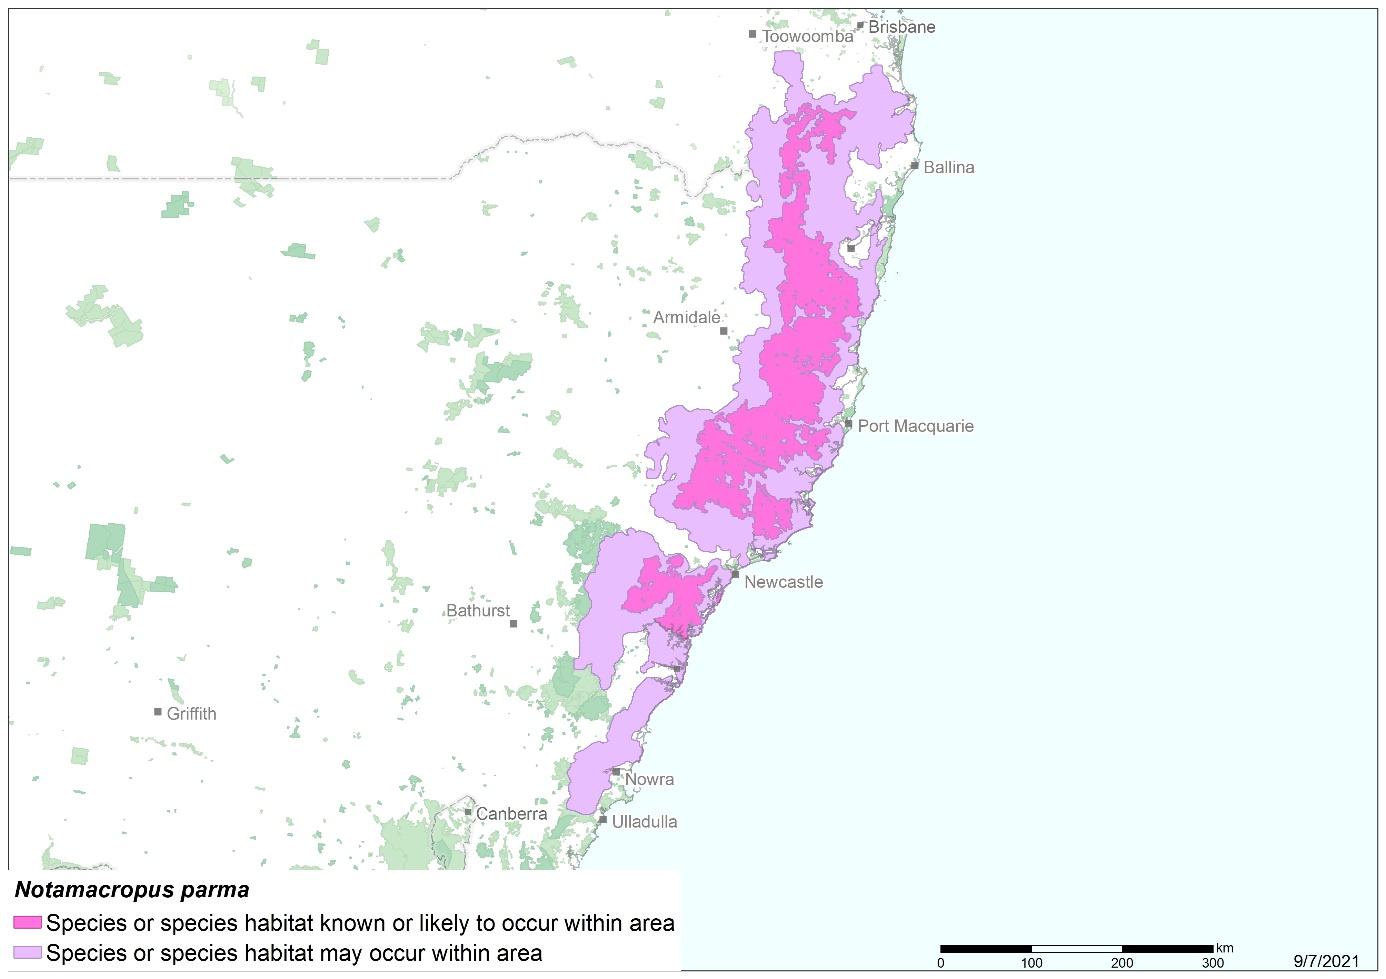 Toowoomba
Brisbane
Ballina
Armidale
Port Macquarie
Newcastle
Bathurst
Griffith
Nowra
Canberra
Ulladulla
Notamacropus parma
Species or species habitat known or likely to occur within area
Species or species habitat may occur within area
km
0 100 200 300
9/7/2021